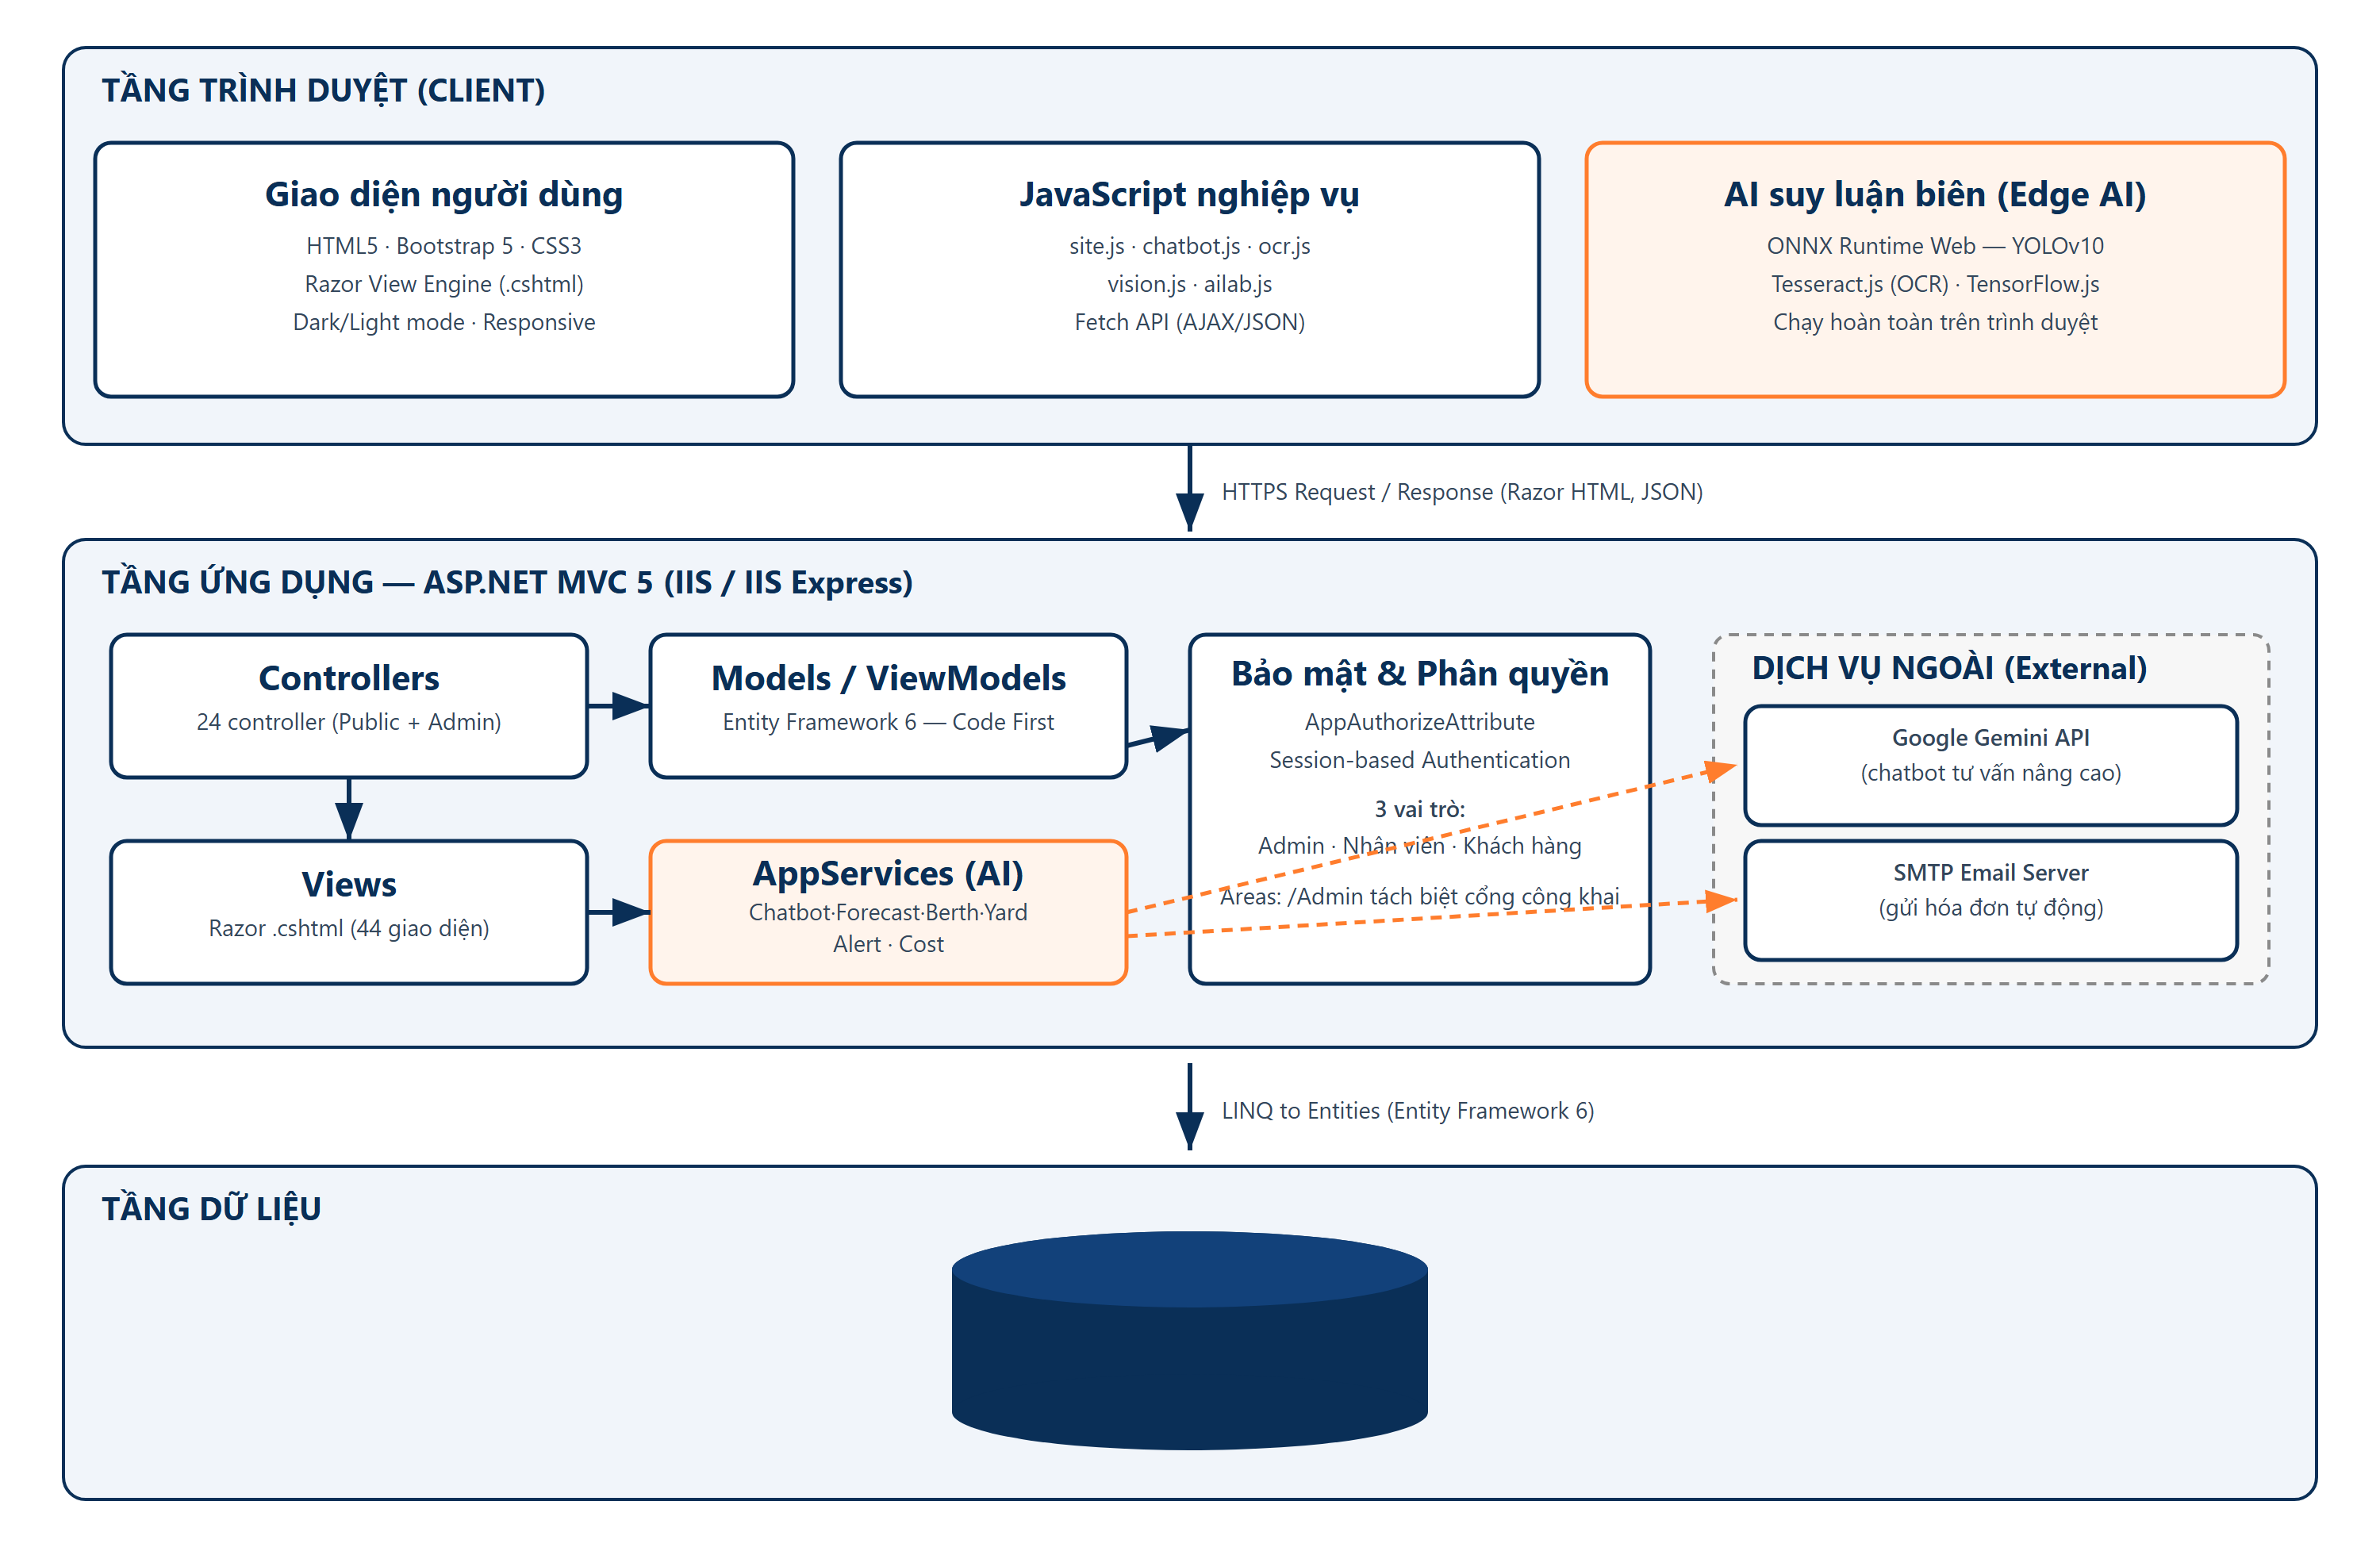 TẦNG TRÌNH DUYỆT (CLIENT)
Giao diện người dùng
HTML5 · Bootstrap 5 · CSS3
Razor View Engine (.cshtml)
Dark/Light mode · Responsive
JavaScript nghiệp vụ
site.js · chatbot.js · ocr.js
vision.js · ailab.js
Fetch API (AJAX/JSON)
AI suy luận biên (Edge AI)
ONNX Runtime Web — YOLOv10
Tesseract.js (OCR) · TensorFlow.js
Chạy hoàn toàn trên trình duyệt
HTTPS Request / Response (Razor HTML, JSON)
TẦNG ỨNG DỤNG — ASP.NET MVC 5 (IIS / IIS Express)
Controllers
24 controller (Public + Admin)
Models / ViewModels
Entity Framework 6 — Code First
Views
Razor .cshtml (44 giao diện)
AppServices (AI)
Chatbot·Forecast·Berth·Yard
Alert · Cost
Bảo mật & Phân quyền
AppAuthorizeAttribute
Session-based Authentication
3 vai trò:
Admin · Nhân viên · Khách hàng
Areas: /Admin tách biệt cổng công khai
DỊCH VỤ NGOÀI (External)
Google Gemini API
(chatbot tư vấn nâng cao)
SMTP Email Server
(gửi hóa đơn tự động)
LINQ to Entities (Entity Framework 6)
TẦNG DỮ LIỆU